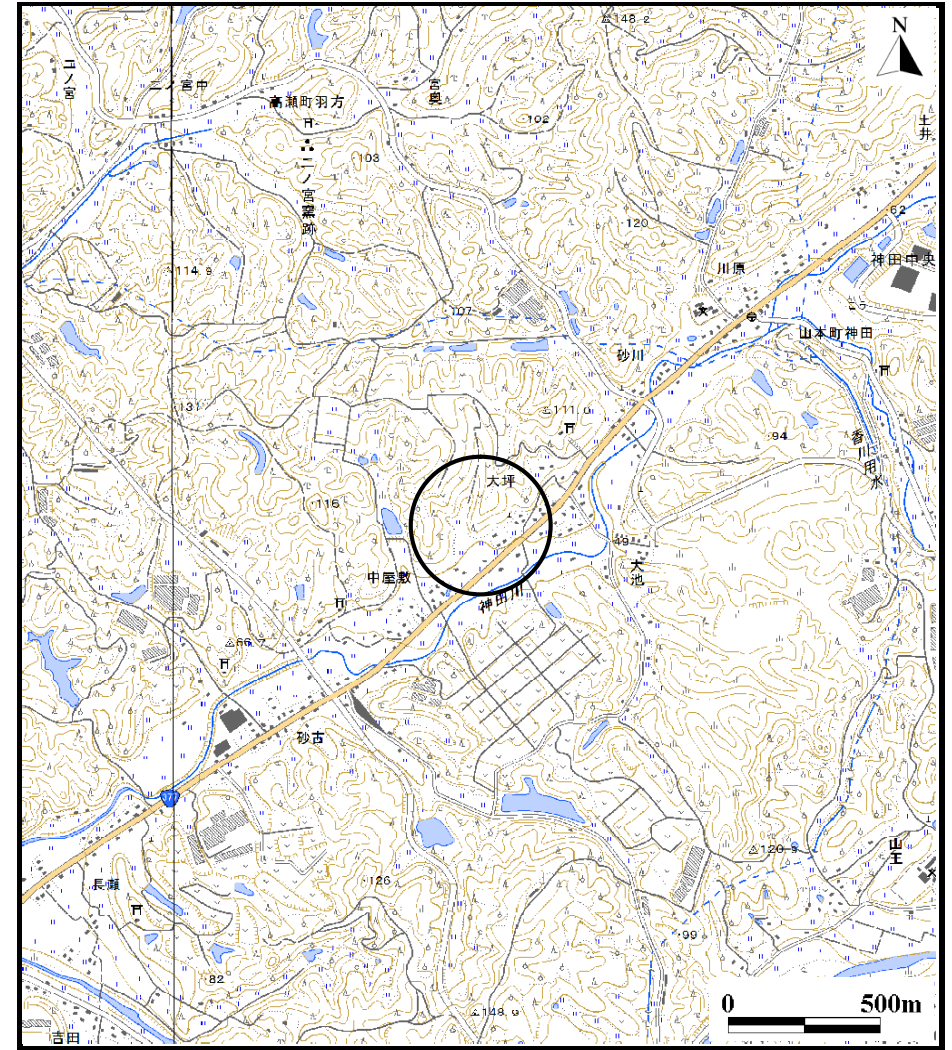 148.2
N
二ノ宮
二ノ宮中
高瀬町羽方
宮奥
102
土井
103
二ノ宮窯跡
120
62
114.9
川原
神田中央
107
砂川
山本町神田
131
111.0
94
香川用水
大坪
116
49
大池
中屋敷
神田川
66.7
砂古
377
120.9
山王
長瀬
126
99
82
148.9
吉田
0 500m